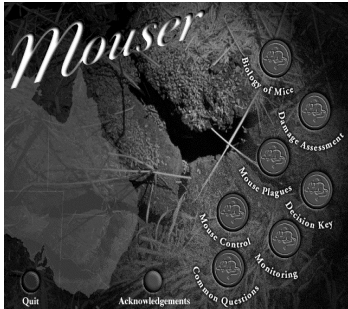 Mouser
Biology of Mice
Damage Assessment
Mouse Plagues
Decision Key
Mouse Control
Monitoring
Common Questions
Quit
Acknowledgements